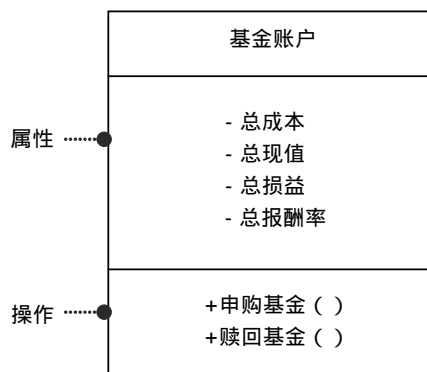 基金账户
属性
- 总成本
- 总现值
- 总损益
- 总报酬率
操作
+申购基金（ ）
+赎回基金（ ）